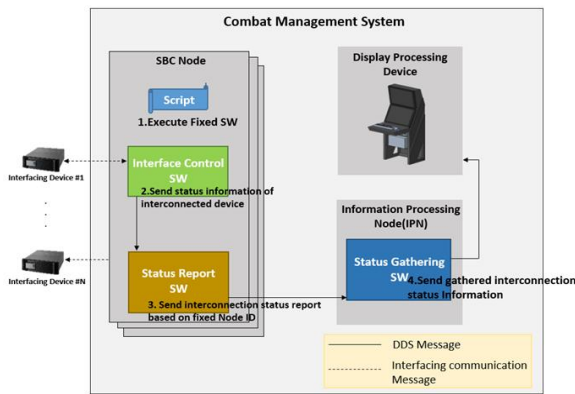 Combat Management System
SBC Node
Script
1.Execute Fixed SW
Interface Control
SW
2.Send status information of
interconnected device
Status Report
SW
3. Send interconnection status report
based on fixed Node ID
Interfacing Device #1
.
.
.
Interfacing Device #N
Display Processing
Device
Information Processing
Node(IPN)
Status Gathering
SW
4.Send gathered interconnection
status Information
DDS Message
Interfacing communication
Message